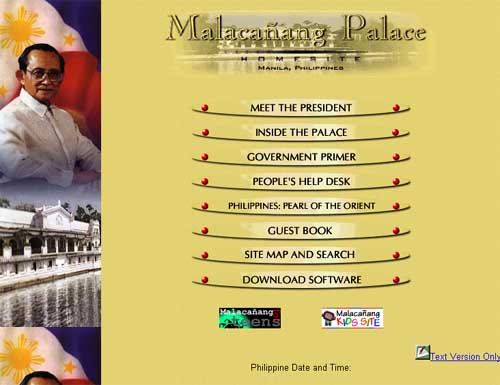 Malacañang Palace
HOMESITE
MANILA, PHILIPPINES
MEET THE PRESIDENT
INSIDE THE PALACE
GOVERNMENT PRIMER
PEOPLE'S HELP DESK
PHILIPPINES: PEARL OF THE ORIENT
GUEST BOOK
SITE MAP AND SEARCH
DOWNLOAD SOFTWARE
Malacañang
teens
Malacañang
KIDS SITE
Text Version Only
Philippine Date and Time: